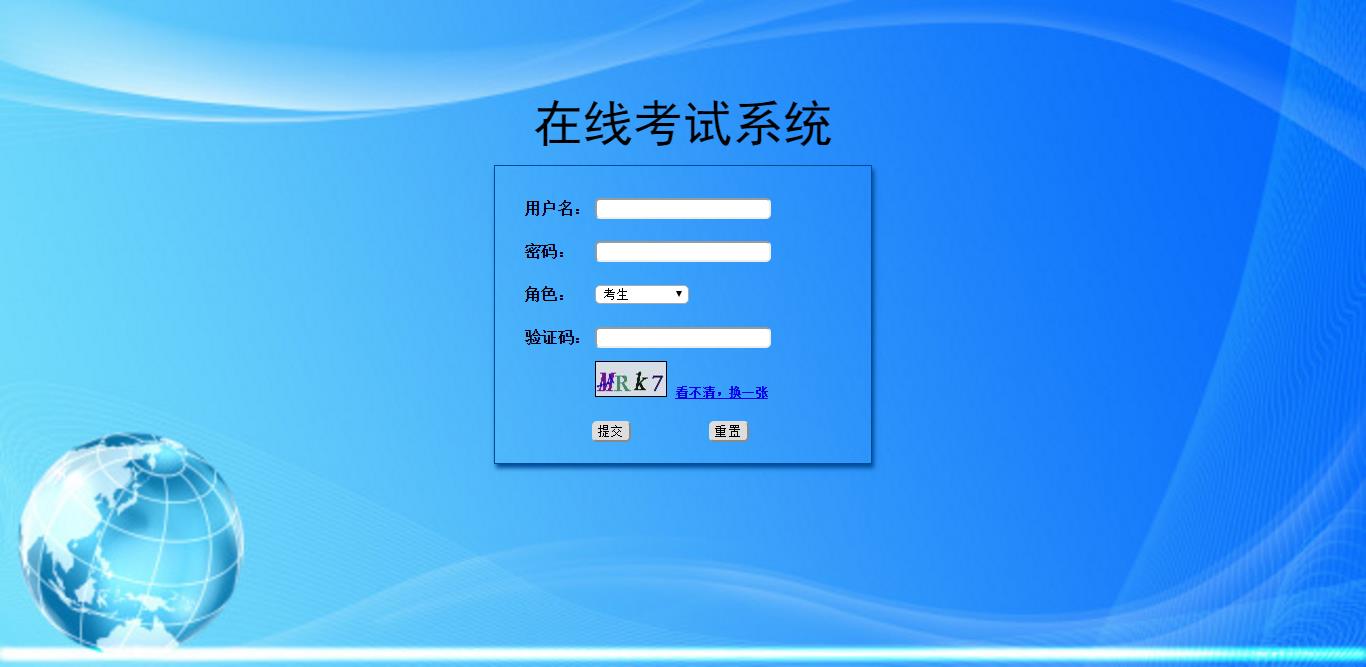 在线考试系统
用户名：
密码：
角色： 考生
验证码：
MRk7 看不清，换一张
提交 重置